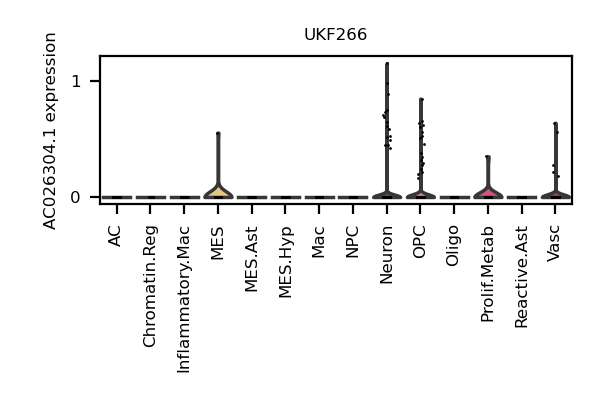 UKF266
AC026304.1 expression
1
0
AC
Chromatin.Reg
Inflammatory.Mac
MES
MES.Ast
MES.Hyp
Mac
NPC
Neuron
OPC
Oligo
Prolif.Metab
Reactive.Ast
Vasc